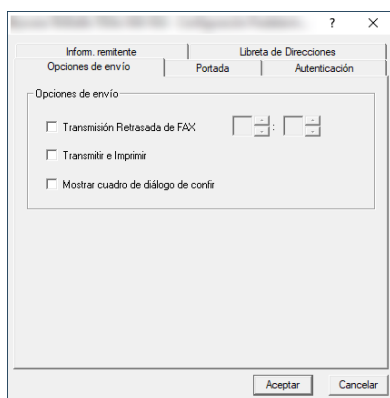 ?
Inform. remitente
Libreta de Direcciones
Opciones de envío
Portada
Autenticación
Opciones de envío
Transmisión Retrasada de FAX
:
Transmitir e Imprimir
Mostrar cuadro de diálogo de confir
Aceptar
Cancelar